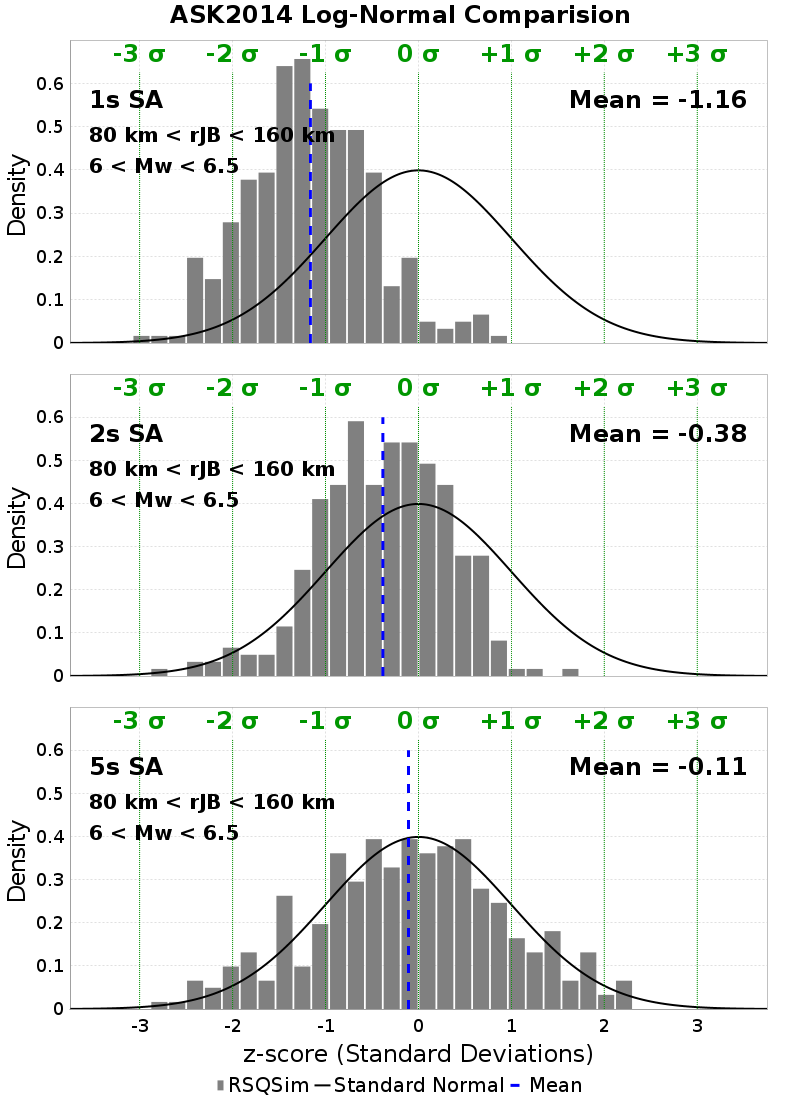 ASK2014 Log-Normal Comparision
-3 σ -2 σ -1 σ 0 σ +1 σ +2 σ +3 σ
1s SA Mean = -1.16
80 km < rJB < 160 km
6 < Mw < 6.5
Density
0.6
0.5
0.4
0.3
0.2
0.1
0
-3 σ -2 σ -1 σ 0 σ +1 σ +2 σ +3 σ
2s SA Mean = -0.38
80 km < rJB < 160 km
6 < Mw < 6.5
Density
0.6
0.5
0.4
0.3
0.2
0.1
0
-3 σ -2 σ -1 σ 0 σ +1 σ +2 σ +3 σ
5s SA Mean = -0.11
80 km < rJB < 160 km
6 < Mw < 6.5
Density
0.6
0.5
0.4
0.3
0.2
0.1
0
-3 -2 -1 0 1 2 3
z-score (Standard Deviations)
RSQSim Standard Normal Mean